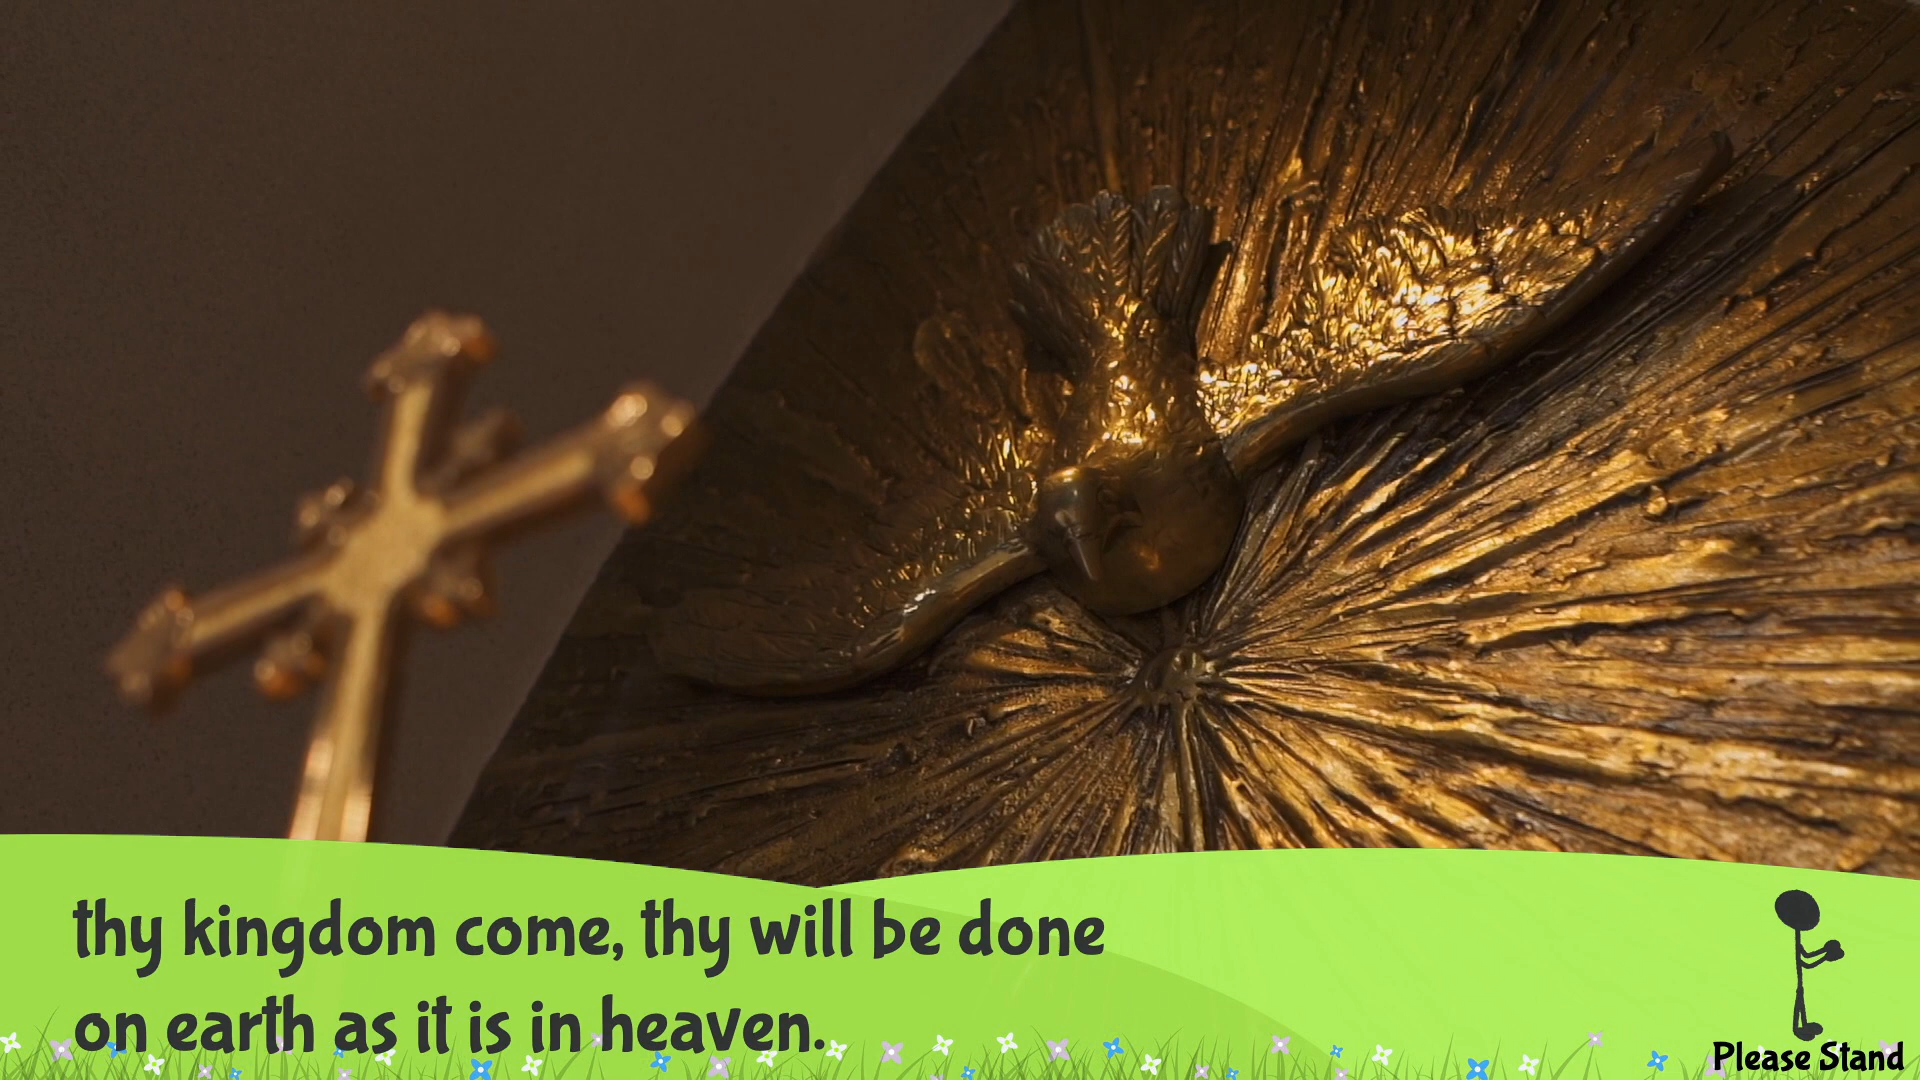 thy kingdom come, thy will be done
on earth as it is in heaven.
Please Stand